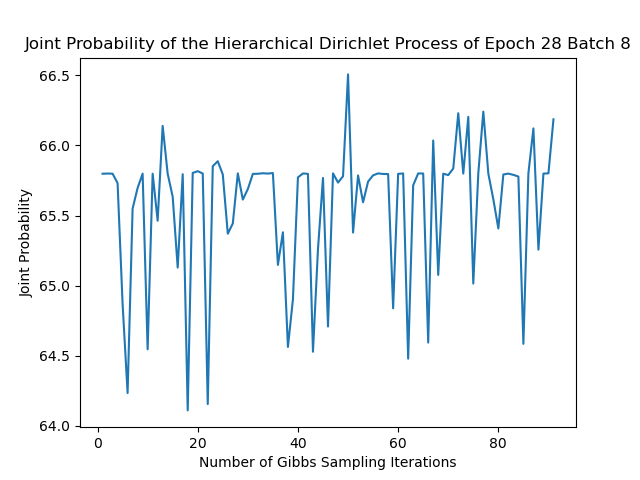 Joint Probability of the Hierarchical Dirichlet Process of Epoch 28 Batch 8
66.5
66.0
65.5
65.0
64.5
64.0
Joint Probability
0 20 40 60 80
Number of Gibbs Sampling Iterations